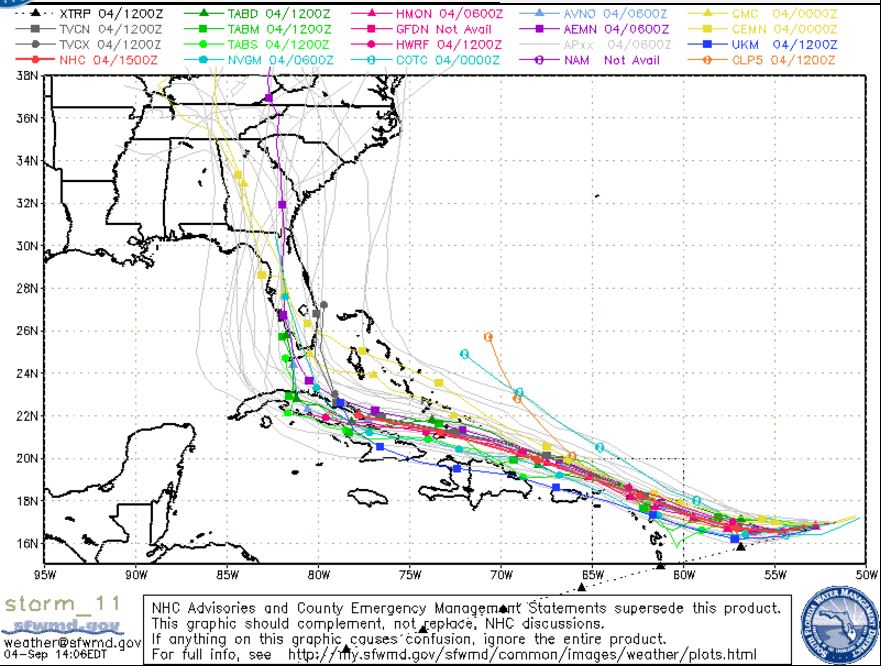 XTRP 04/1200Z TABD 04/1200Z HMON 04/0600Z AVNO 04/0600Z CMC 04/0000Z
TVCN 04/1200Z TABM 04/1200Z GFDN Not Avail AEMN 04/0600Z CEMN 04/0000Z
TVCX 04/1200Z TABS 04/1200Z HWRF 04/1200Z APxx 04/0600Z UKM 04/1200Z
NHC 04/1500Z NVGM 04/0600Z COTC 04/0000Z NAM Not Avail CLP5 04/1200Z
38N
36N
34N
32N
30N
28N
26N
24N
22N
20N
18N
16N
95W 90W 85W 80W 75W 70W 65W 60W 55W 50W
storm_11
sfwmd.gov
weather@sfwmd.gov
04-Sep 14:06EDT
NHC Advisories and County Emergency Management Statements supersede this product.
This graphic should complement, not replace, NHC discussions.
If anything on this graphic causes confusion, ignore the entire product.
For full info, see http://my.sfwmd.gov/sfwmd/common/images/weather/plots.html